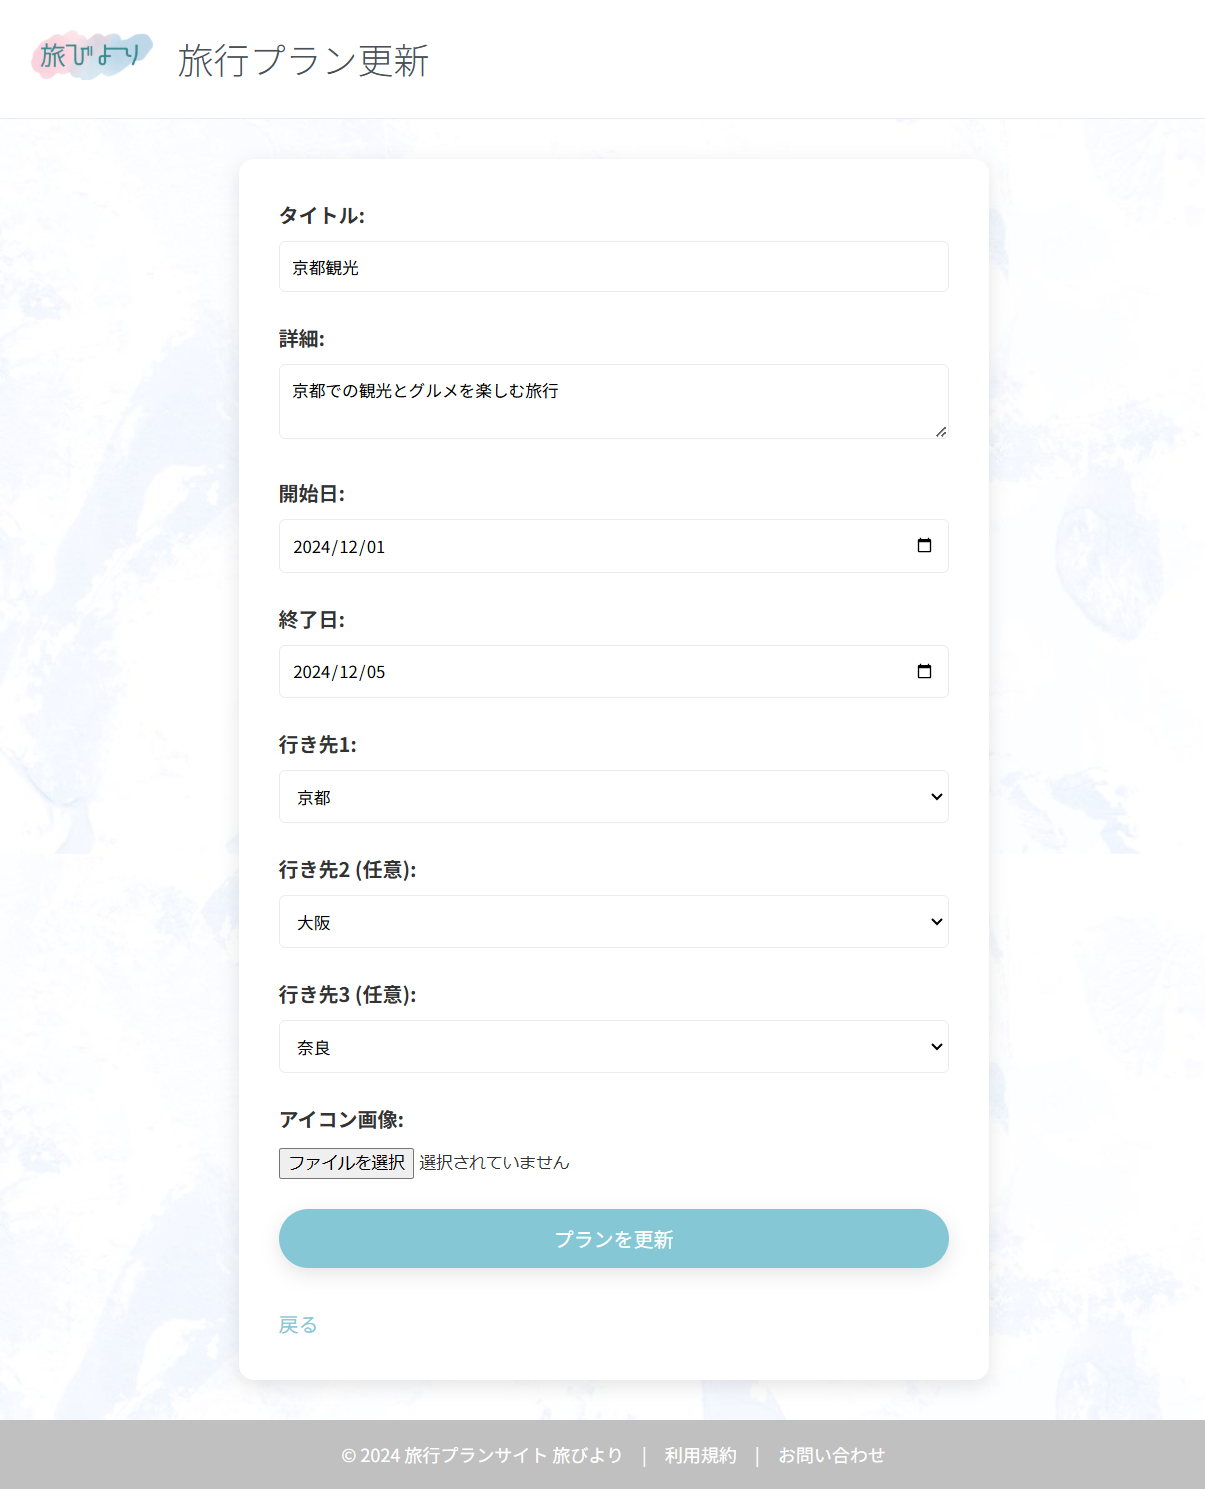 旅びより
旅行プラン更新
タイトル:
京都観光
詳細:
京都での観光とグルメを楽しむ旅行
開始日:
2024/12/01
終了日:
2024/12/05
行き先1:
京都
行き先2 (任意):
大阪
行き先3 (任意):
奈良
アイコン画像:
ファイルを選択 選択されていません
プランを更新
戻る
© 2024 旅行プランサイト 旅びより | 利用規約 | お問い合わせ